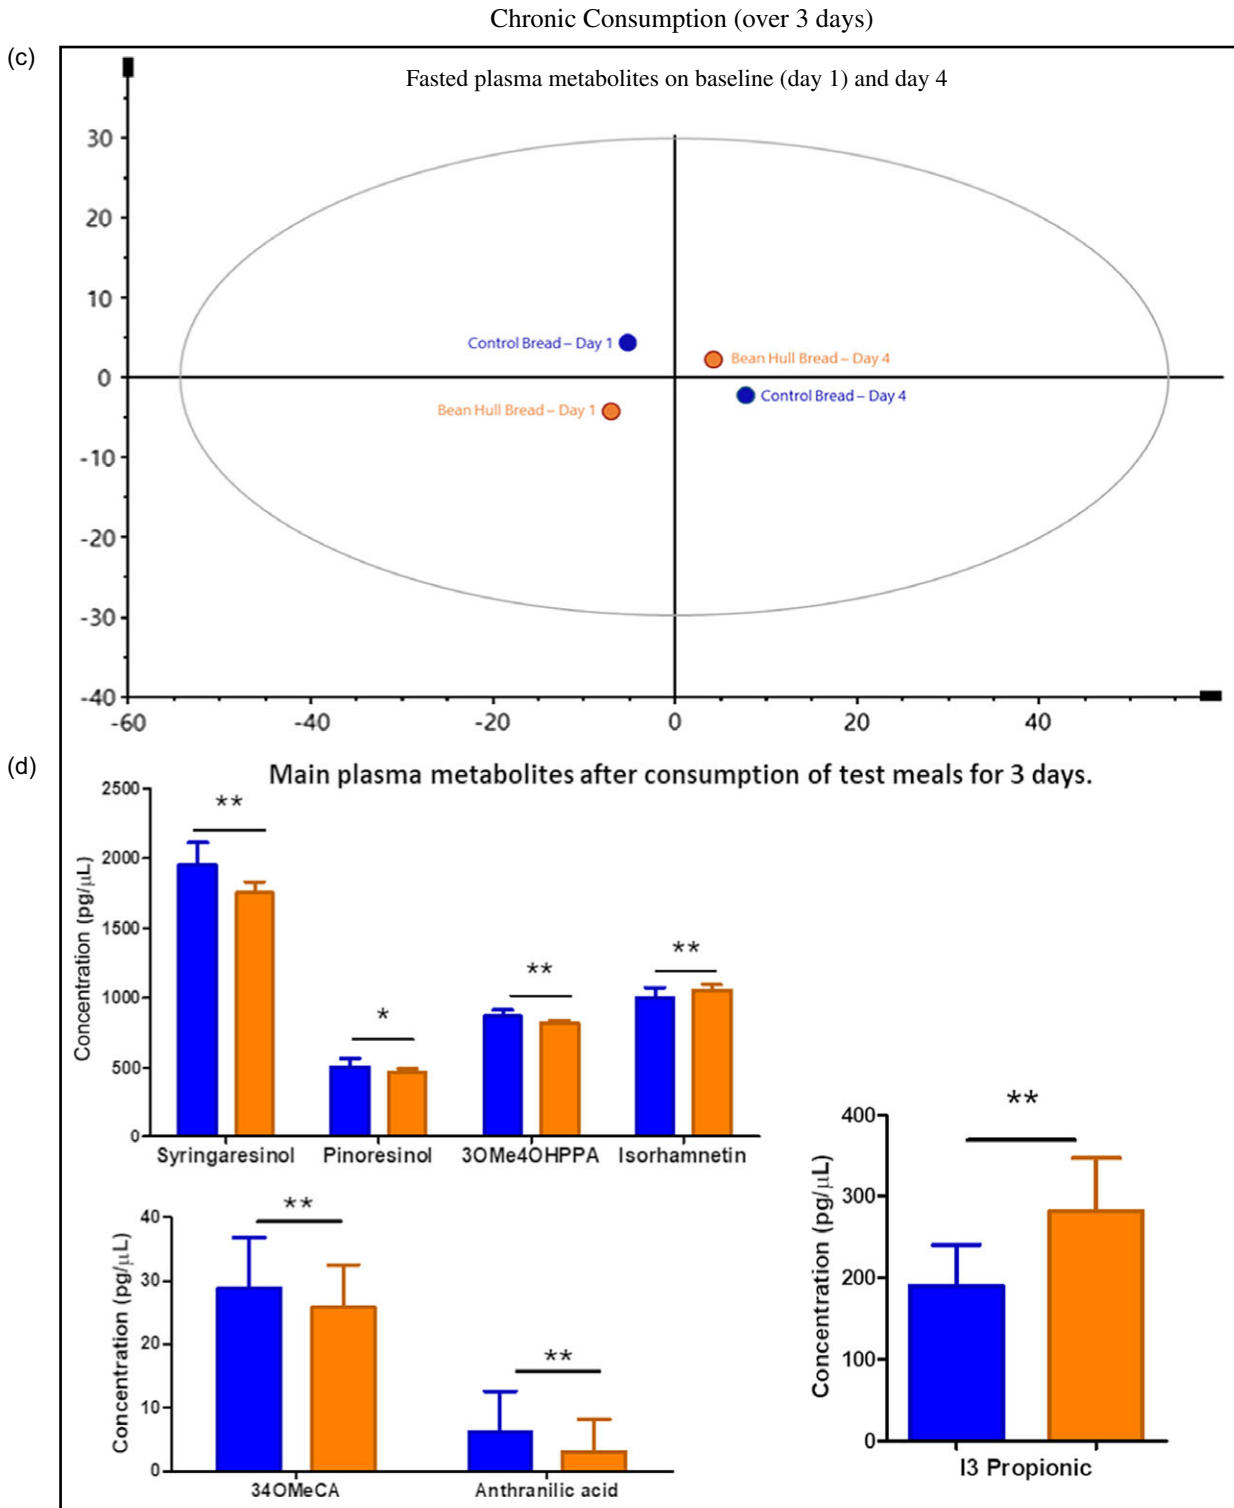 Chronic Consumption (over 3 days)
(c)
Fasted plasma metabolites on baseline (day 1) and day 4
30
20
10
0
-10
-20
-30
-40
Control Bread – Day 1
Bean Hull Bread – Day 4
Control Bread – Day 4
Bean Hull Bread – Day 1
-60
-40
-20
0
20
40
(d)
Main plasma metabolites after consumption of test meals for 3 days.
Concentration (pg/μL)
2500
2000
1500
1000
500
0
**
*
**
**
Syringaresinol
Pinoresinol
3OMe4OHPPA
Isorhamnetin
Concentration (pg/μL)
40
30
20
10
0
**
**
34OMeCA
Anthranilic acid
Concentration (pg/μL)
400
300
200
100
0
**
I3 Propionic